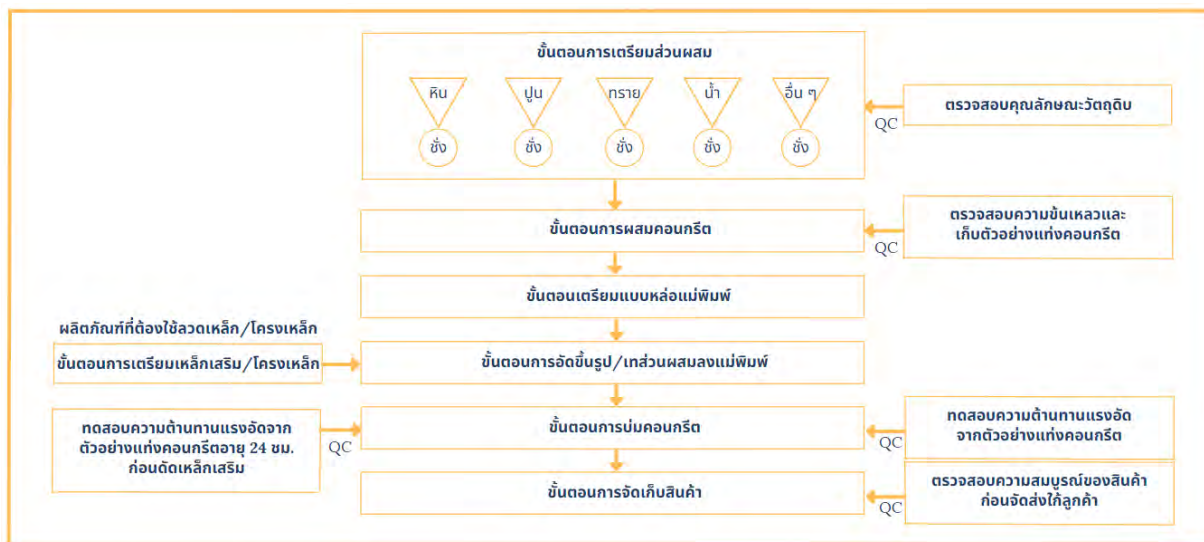 ขั้นตอนการเตรียมส่วนผสม
หิน
ปูน
ทราย
น้ำ
อื่น ๆ
ชั่ง
ชั่ง
ชั่ง
ชั่ง
ชั่ง
QC
ตรวจสอบคุณลักษณะวัตถุดิบ
ขั้นตอนการผสมคอนกรีต
QC
ตรวจสอบความข้นเหลวและ
เก็บตัวอย่างแท่งคอนกรีต
ขั้นตอนเตรียมแบบหล่อแม่พิมพ์
ผลิตภัณฑ์ที่ต้องใช้ลวดเหล็ก/โครงเหล็ก
ขั้นตอนการเตรียมเหล็กเสริม/โครงเหล็ก
ขั้นตอนการอัดขึ้นรูป/เทส่วนผสมลงแม่พิมพ์
ทดสอบความต้านทานแรงอัดจาก
ตัวอย่างแท่งคอนกรีตอายุ 24 ชม.
ก่อนดัดเหล็กเสริม
QC
ขั้นตอนการบ่มคอนกรีต
QC
ทดสอบความต้านทานแรงอัด
จากตัวอย่างแท่งคอนกรีต
ขั้นตอนการจัดเก็บสินค้า
QC
ตรวจสอบความสมบูรณ์ของสินค้า
ก่อนจัดส่งให้ลูกค้า